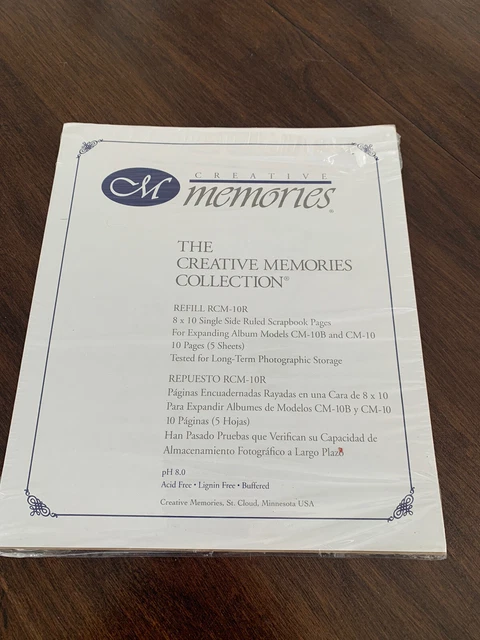 CM
CREATIVE
memories®
THE
CREATIVE MEMORIES
COLLECTION®
REFILL RCM-10R
8 x 10 Single Side Ruled Scrapbook Pages
For Expanding Album Models CM-10B and CM-10
10 Pages (5 Sheets)
Tested for Long-Term Photographic Storage
REPUESTO RCM-10R
Páginas Encuadernadas Rayadas en una Cara de 8 x 10
Para Expandir Albumes de Modelos CM-10B y CM-10
10 Páginas (5 Hojas)
Han Pasado Pruebas que Verifican su Capacidad de
Almacenamiento Fotográfico a Largo Plazo
pH 8.0
Acid Free • Lignin Free • Buffered
Creative Memories, St. Cloud, Minnesota USA